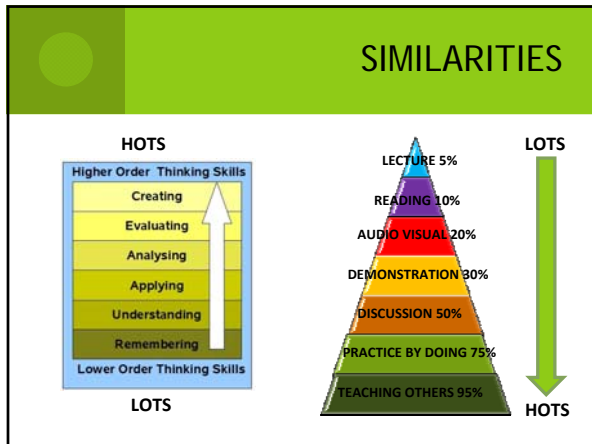 SIMILARITIES
HOTS
Higher Order Thinking Skills
Creating
Evaluating
Analysing
Applying
Understanding
Remembering
Lower Order Thinking Skills
LOTS
LECTURE 5%
READING 10%
AUDIO VISUAL 20%
DEMONSTRATION 30%
DISCUSSION 50%
PRACTICE BY DOING 75%
TEACHING OTHERS 95%
LOTS
HOTS